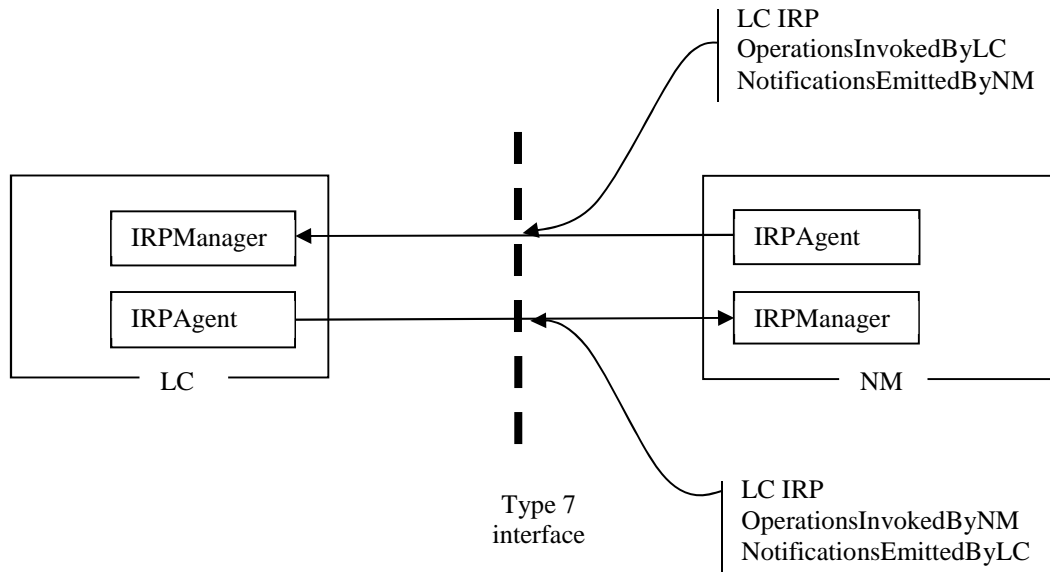 LC IRP
OperationsInvokedByLC
NotificationsEmittedByNM
IRPManager
IRPAgent
IRPAgent
IRPManager
LC
NM
Type 7
interface
LC IRP
OperationsInvokedByNM
NotificationsEmittedByLC